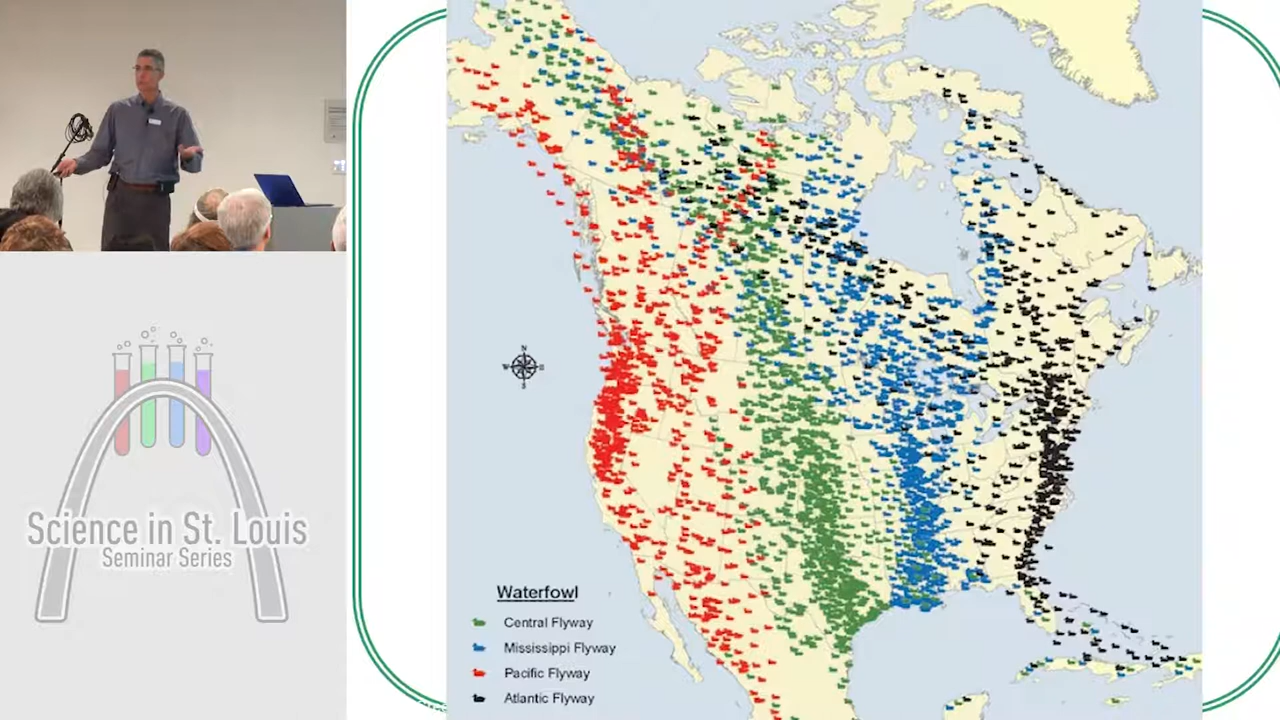 Science in St. Louis
Seminar Series
N
W
E
S
Waterfowl
Central Flyway
Mississippi Flyway
Pacific Flyway
Atlantic Flyway